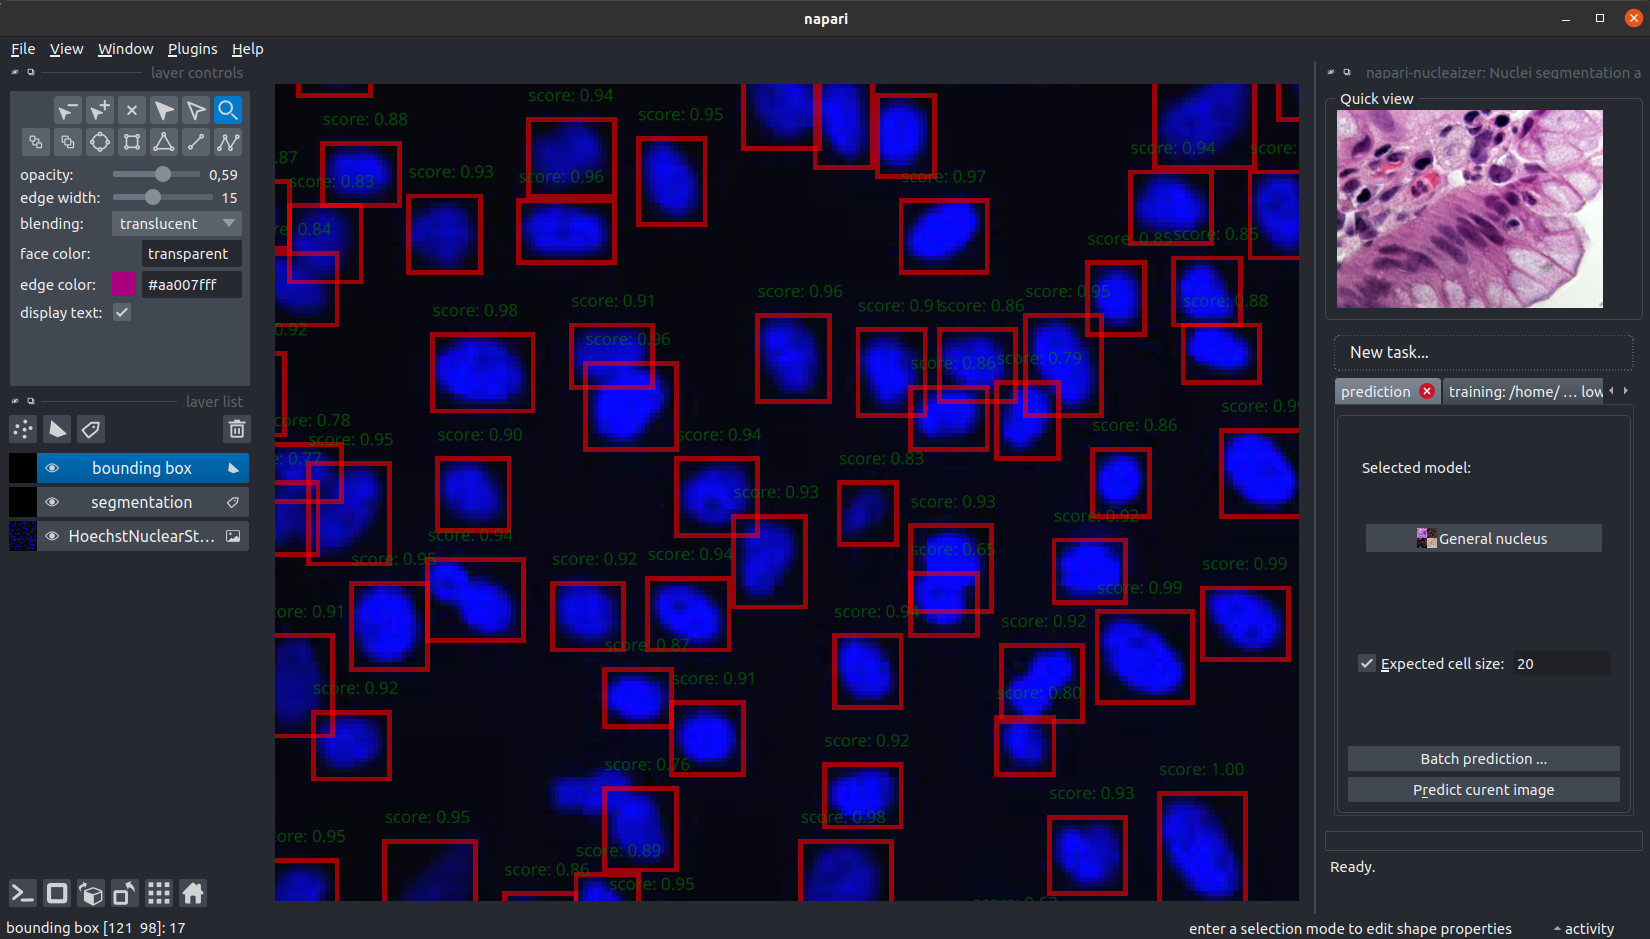 napari
File View Window Plugins Help
layer controls
opacity: 0,59
edge width: 15
blending: translucent
face color: transparent
edge color: #aa007fff
display text:
layer list
bounding box
segmentation
HoechstNuclearSt...
bounding box [121 98]: 17
score: 0.94
score: 0.88
score: 0.95
.87
score: 0.83
score: 0.93
score: 0.96
score: 0.97
score: 0.94
score:
re: 0.84
score: 0.85
score: 0.85
score: 0.98
score: 0.91
score: 0.96
score: 0.91
score: 0.86
score: 0.95
score: 0.88
0.92
score: 0.96
score: 0.86
score: 0.79
core: 0.78
score: 0.95
score: 0.90
score: 0.94
score: 0.86
score: 0.9
: 0.77
score: 0.83
score: 0.93
score: 0.93
score: 0.92
score: 0.94
score: 0.95
score: 0.92
score: 0.94
score: 0.65
score: 0.99
score: 0.99
ore: 0.91
score: 0.94
score: 0.92
score: 0.87
score: 0.92
score: 0.91
score: 0.80
score: 0.92
score: 0.76
score: 1.00
score: 0.93
ore: 0.95
score: 0.95
score: 0.98
score: 0.89
score: 0.86
score: 0.95
napari-nucleaizer: Nuclei segmentation a
Quick view
New task...
prediction
training: /home/ ... low
Selected model:
General nucleus
Expected cell size: 20
Batch prediction ...
Predict curent image
Ready.
enter a selection mode to edit shape properties
activity